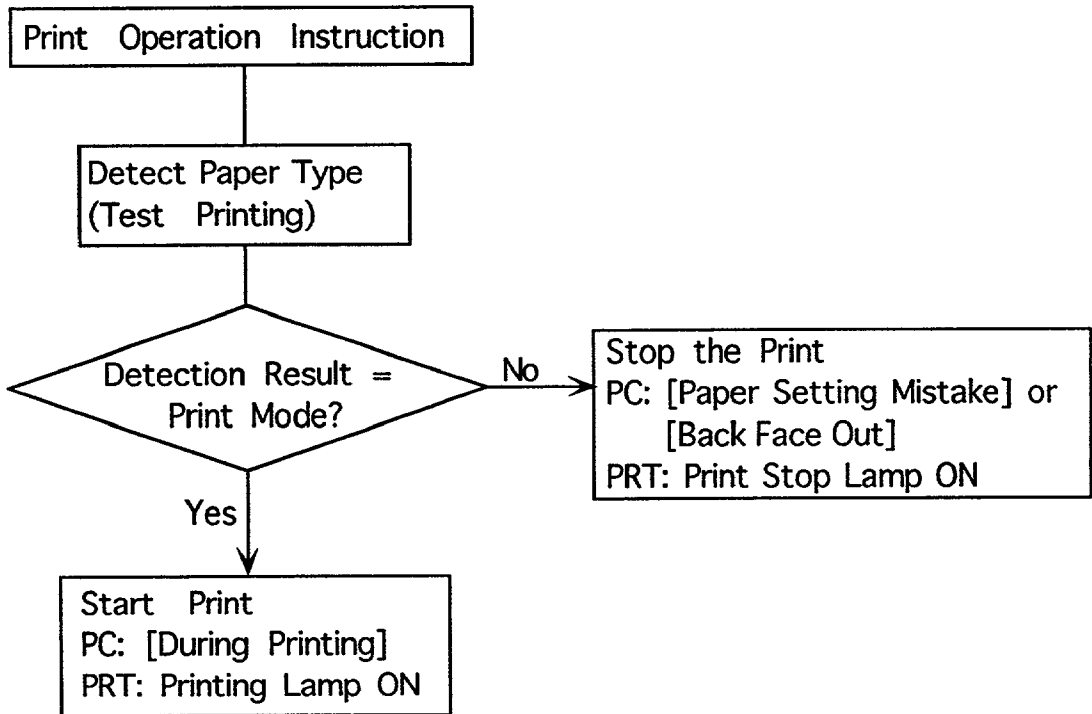 Print Operation Instruction
Detect Paper Type
(Test Printing)
Detection Result =
Print Mode?
No
Stop the Print
PC: [Paper Setting Mistake] or
[Back Face Out]
PRT: Print Stop Lamp ON
Yes
Start Print
PC: [During Printing]
PRT: Printing Lamp ON